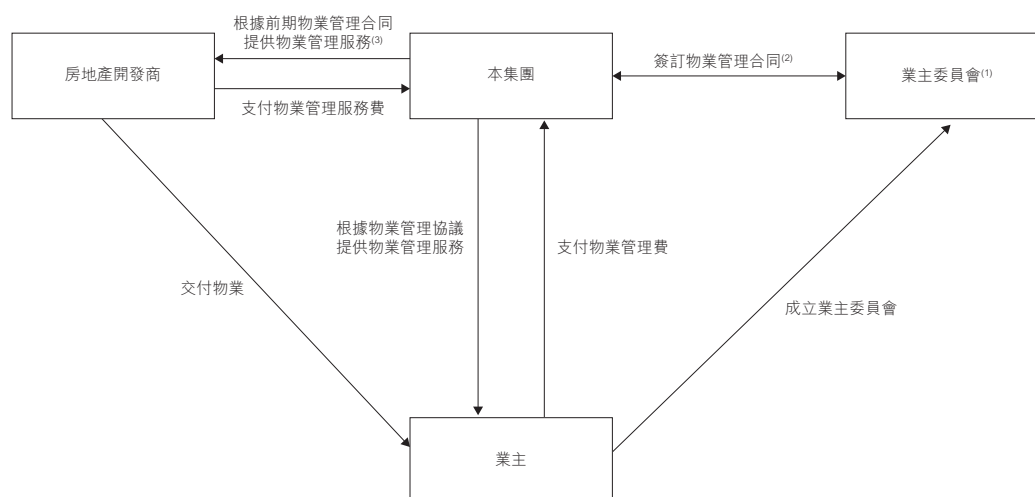 根據前期物業管理合同
提供物業管理服務(3)
房地產開發商
本集團
簽訂物業管理合同(2)
業主委員會(1)
支付物業管理服務費
根據物業管理協議
提供物業管理服務
支付物業管理費
交付物業
成立業主委員會
業主